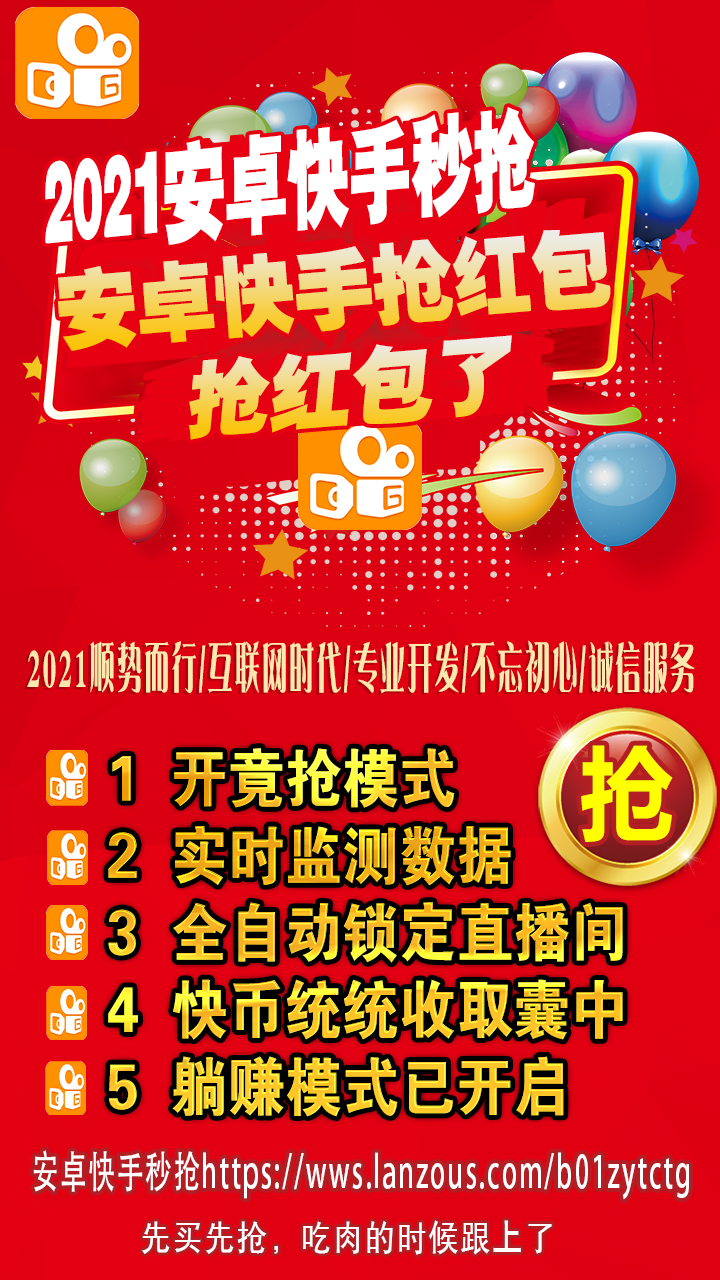 2021安卓快手秒抢
安卓快手抢红包
抢红包了
2021顺势而行/互联网时代/专业开发/不忘初心/诚信服务
抢
1 开竟抢模式
2 实时监测数据
3 全自动锁定直播间
4 快币统统收取囊中
5 躺赚模式已开启
安卓快手秒抢https://wws.lanzous.com/b01zytctg
先买先抢，吃肉的时候跟上了